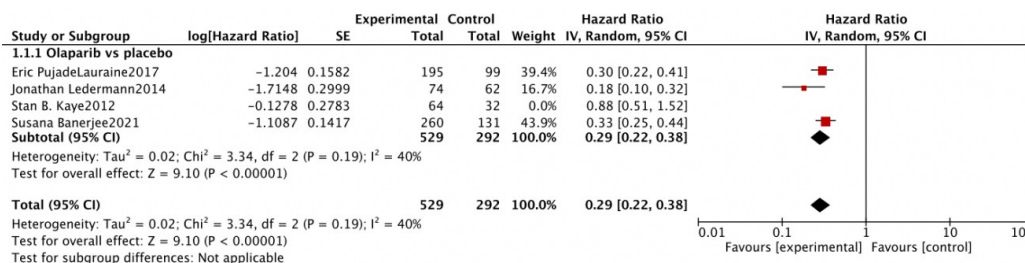 Experimental Control Hazard Ratio Hazard Ratio
Study or Subgroup log[Hazard Ratio] SE Total Total Weight IV, Random, 95% CI IV, Random, 95% CI
1.1.1 Olaparib vs placebo
Eric PujadeLauraine2017 -1.204 0.1582 195 99 39.4% 0.30 [0.22, 0.41]
Jonathan Ledermann2014 -1.7148 0.2999 74 62 16.7% 0.18 [0.10, 0.32]
Stan B. Kaye2012 -0.1278 0.2783 64 32 0.0% 0.88 [0.51, 1.52]
Susana Banerjee2021 -1.1087 0.1417 260 131 43.9% 0.33 [0.25, 0.44]
Subtotal (95% CI) 529 292 100.0% 0.29 [0.22, 0.38]
Heterogeneity: Tau² = 0.02; Chi² = 3.34, df = 2 (P = 0.19); I² = 40%
Test for overall effect: Z = 9.10 (P < 0.00001)
Total (95% CI) 529 292 100.0% 0.29 [0.22, 0.38]
Heterogeneity: Tau² = 0.02; Chi² = 3.34, df = 2 (P = 0.19); I² = 40%
Test for overall effect: Z = 9.10 (P < 0.00001)
Test for subgroup differences: Not applicable
0.01 0.1 1 10
Favours [experimental] Favours [control]